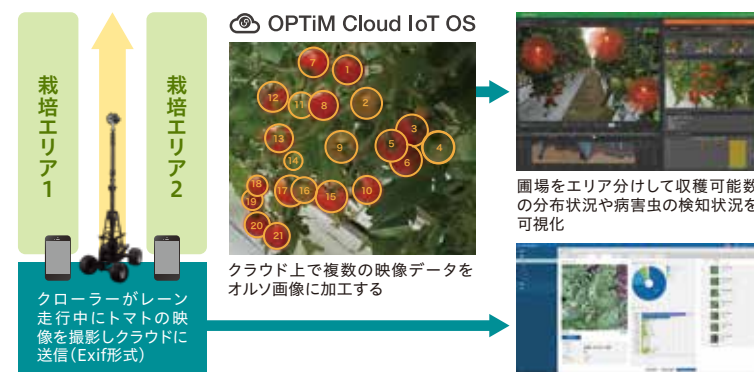 栽培エリア1
栽培エリア2
クローラーがレーン
走行中にトマトの映
像を撮影しクラウドに
送信(Exif形式)
OPTiM Cloud IoT OS
7
1
12
11
8
2
3
13
9
5
4
6
14
18
17
16
15
10
19
20
21
クラウド上で複数の映像データを
オルソ画像に加工する
圃場をエリア分けして収穫可能数
の分布状況や病害虫の検知状況を
可視化